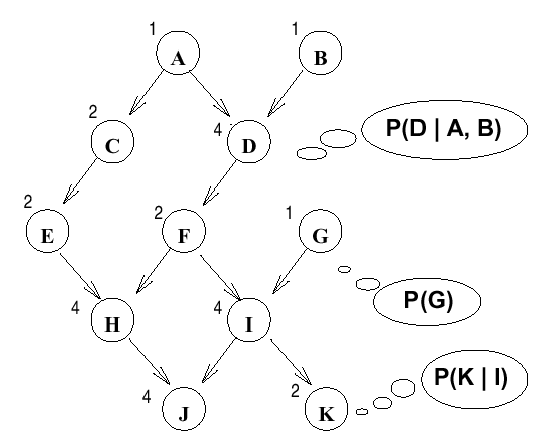 1 1
A B
2
4
C D P(D | A, B)
2 2 1
E F G
4 4
H I P(G)
4 2
J K P(K | I)